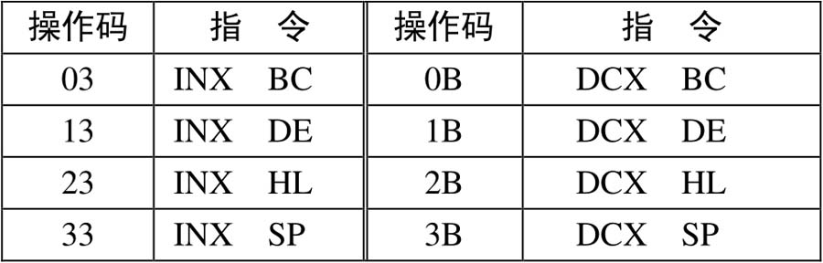 操作码 指 令 操作码 指 令
03 INX BC 0B DCX BC
13 INX DE 1B DCX DE
23 INX HL 2B DCX HL
33 INX SP 3B DCX SP